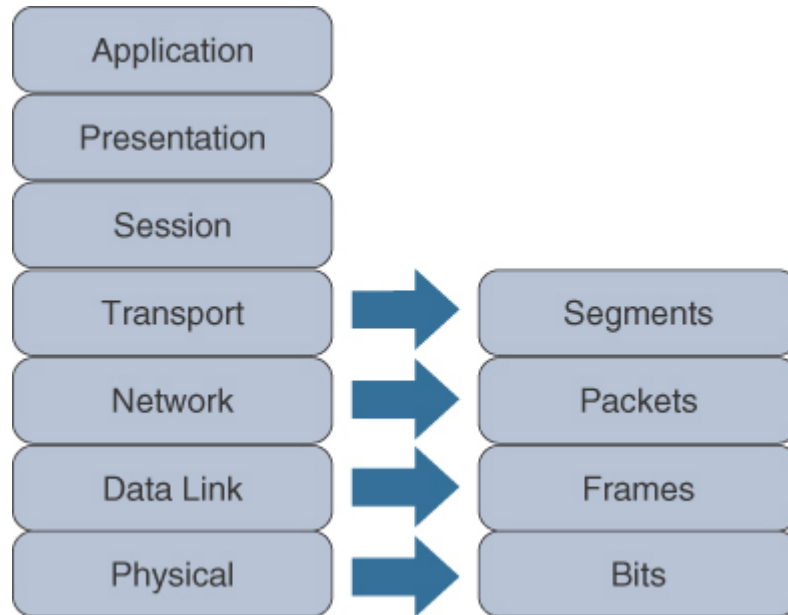 Application
Presentation
Session
Transport
Segments
Network
Packets
Data Link
Frames
Physical
Bits